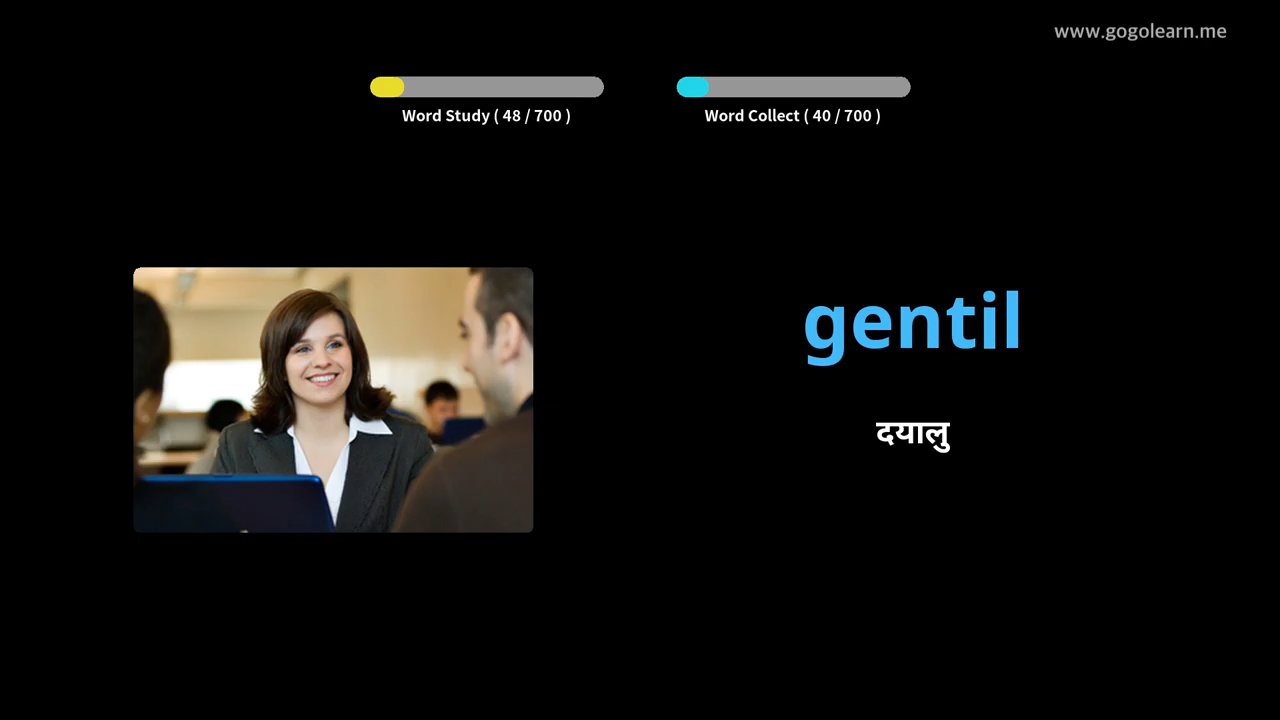 www.gogolearn.me
Word Study ( 48 / 700 )
Word Collect ( 40 / 700 )
gentil
दयालु